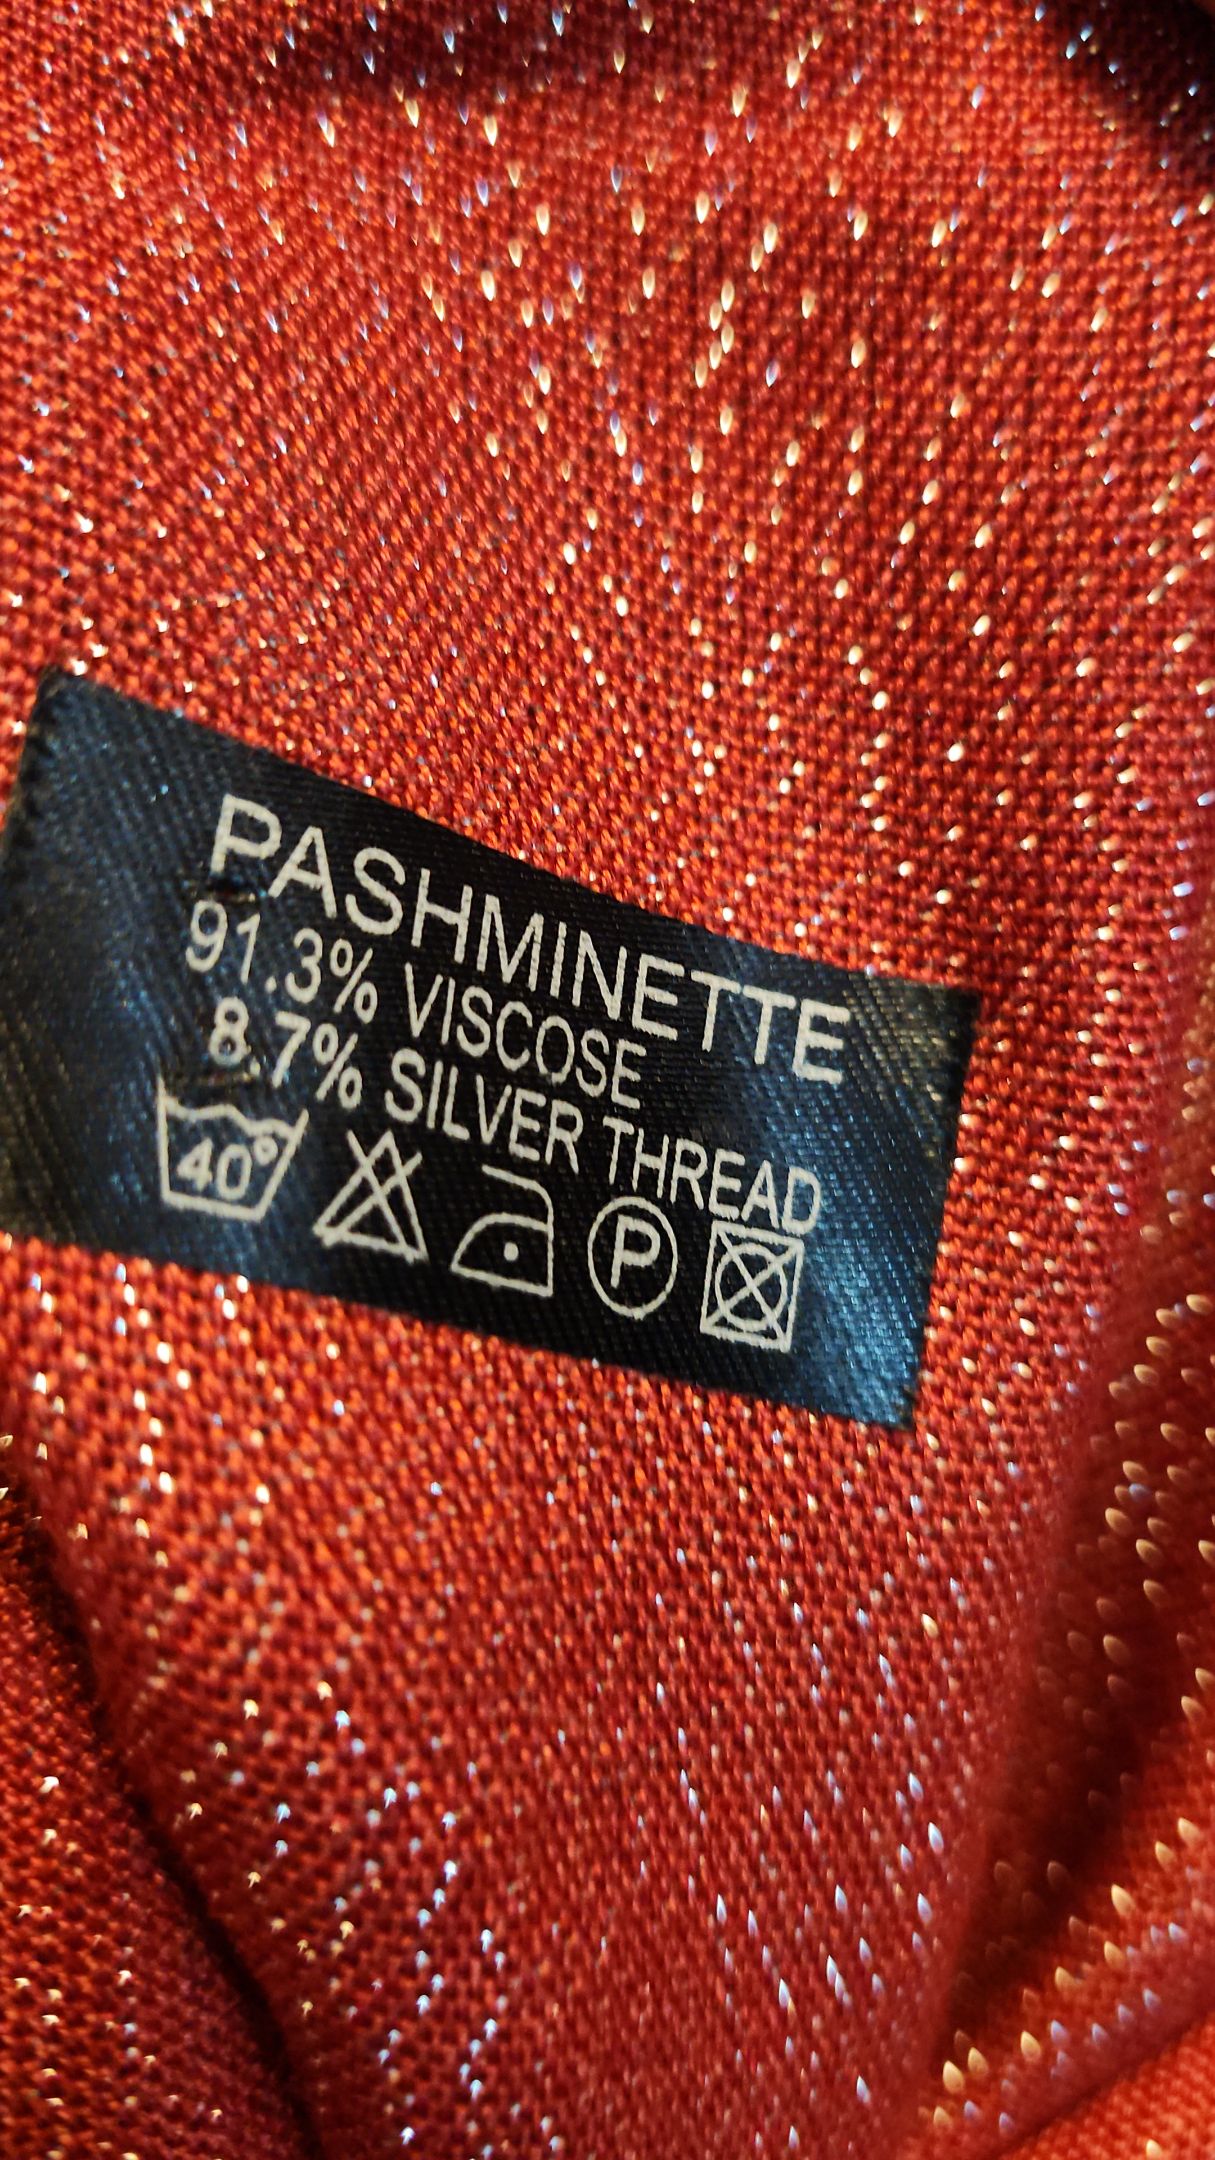 PASHMINETTE
91.3% VISCOSE
8.7% SILVER THREAD
40° P